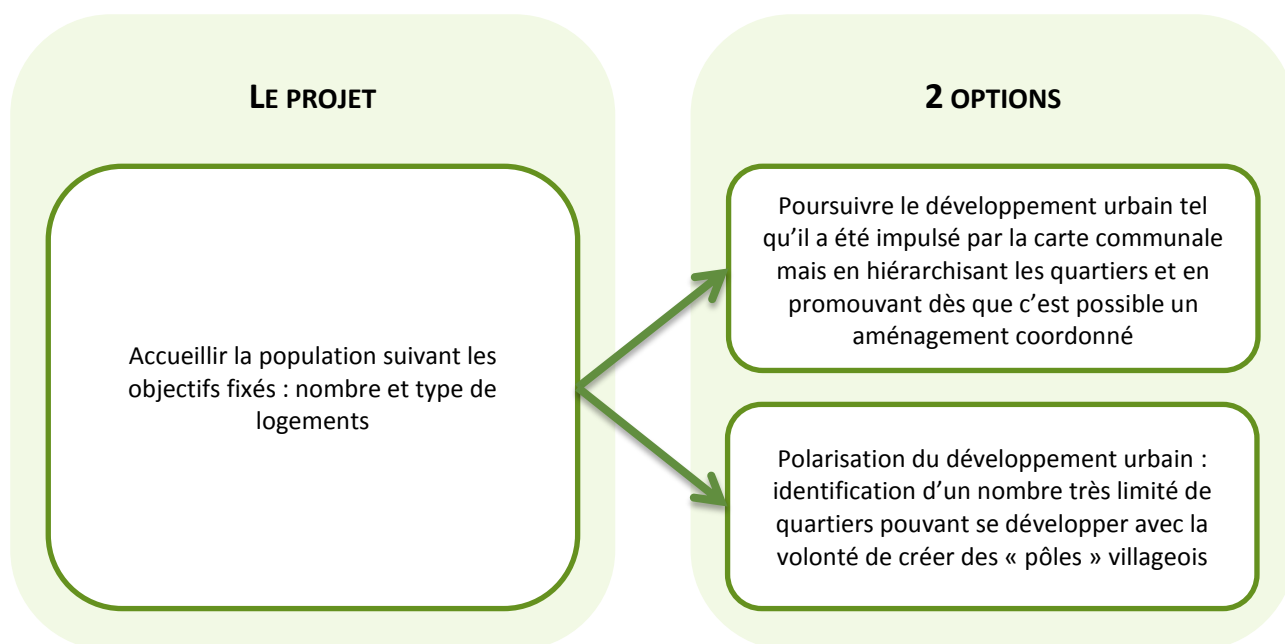 LE PROJET
Accueillir la population suivant les
objectifs fixés : nombre et type de
logements
2 OPTIONS
Poursuivre le développement urbain tel
qu’il a été impulsé par la carte communale
mais en hiérarchisant les quartiers et en
promouvant dès que c’est possible un
aménagement coordonné
Polarisation du développement urbain :
identification d’un nombre très limité de
quartiers pouvant se développer avec la
volonté de créer des « pôles » villageois